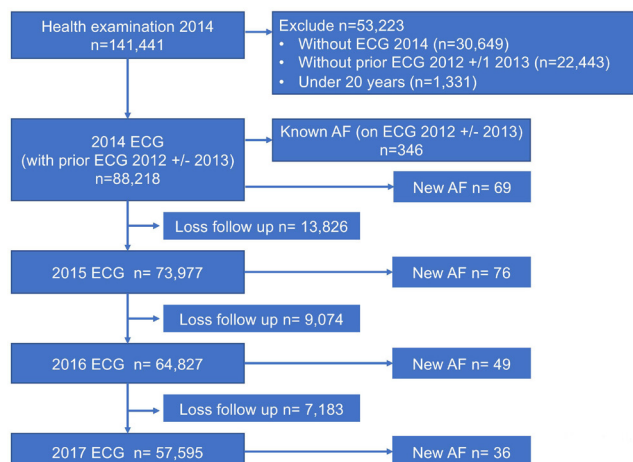 Health examination 2014
n=141,441
Exclude n=53,223
• Without ECG 2014 (n=30,649)
• Without prior ECG 2012 +/1 2013 (n=22,443)
• Under 20 years (n=1,331)
2014 ECG
(with prior ECG 2012 +/- 2013)
n=88,218
Known AF (on ECG 2012 +/- 2013)
n=346
New AF= 69
Loss follow up n= 13,826
2015 ECG n= 73,977
New AF n= 76
Loss follow up n= 9,074
2016 ECG n= 64,827
New AF n= 49
Loss follow up n= 7,183
2017 ECG n= 57,595
New AF n= 36